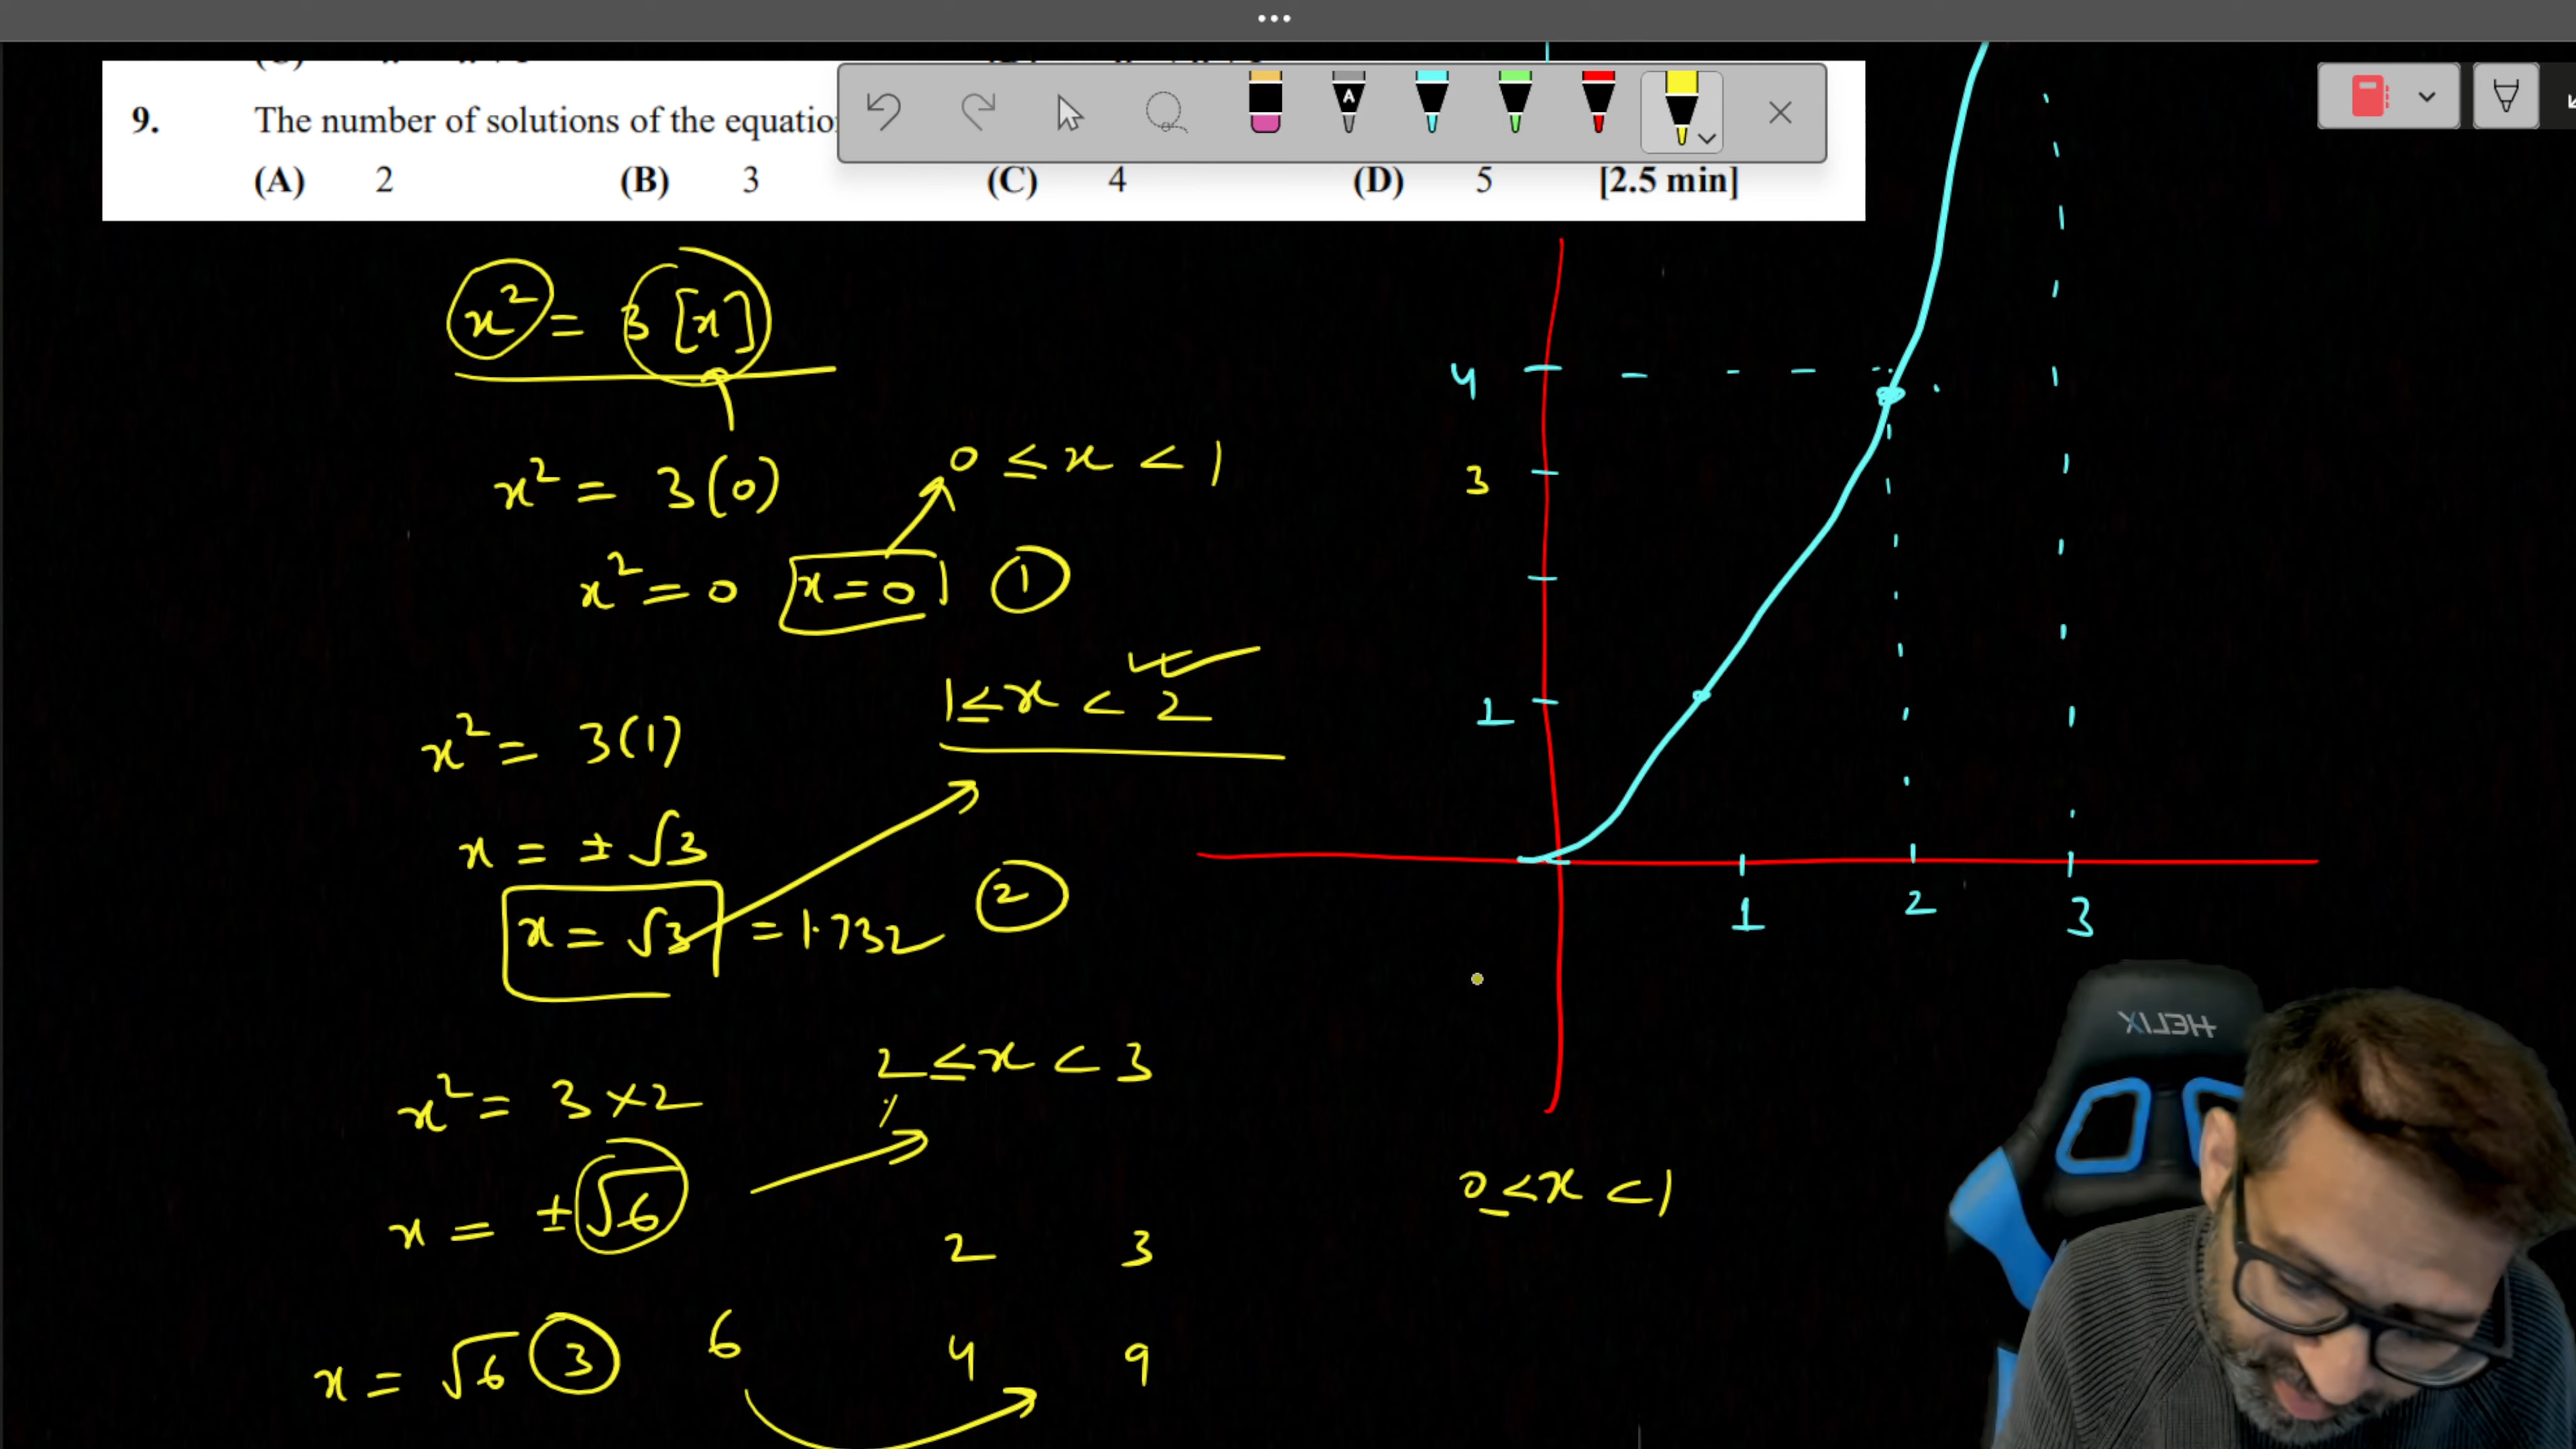 9. The number of solutions of the equatio
(A) 2 (B) 3 (C) 4 (D) 5 [2.5 min]
x² = 3[x]
x² = 3(0) 0 ≤ x < 1
x² = 0 x = 0 1
x² = 3(1) 1 ≤ x < 2
x = ± √3
x = √3 = 1.732 2
x² = 3 × 2 2 ≤ x < 3
x = ± √6
2 3
x = √6 3 6 4 9
4
3
1
1 2 3
0 ≤ x < 1
HELIX
A